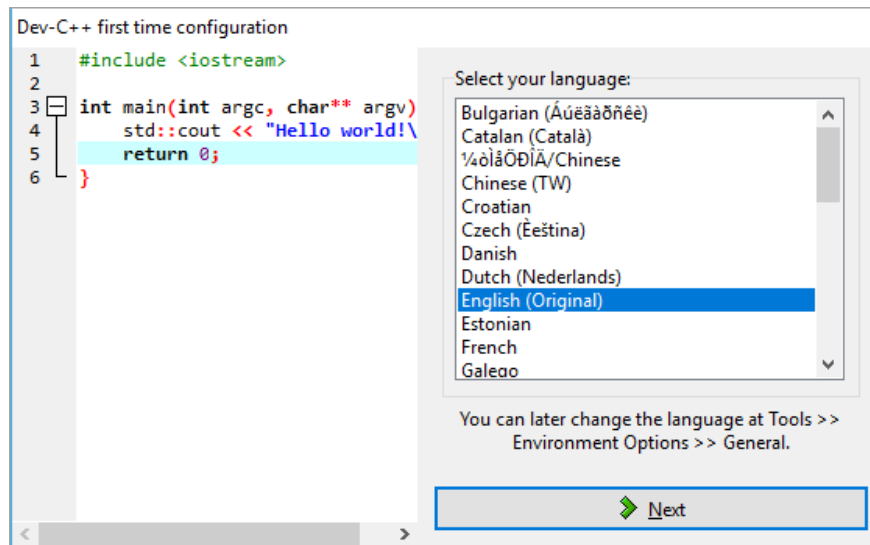 Dev-C++ first time configuration
1 #include <iostream>
2
3 int main(int argc, char** argv)
4 std::cout << "Hello world!\
5 return 0;
6 }
Select your language:
Bulgarian (Áúëãàðñêè)
Catalan (Català)
¼òÌåÖÐÎÄ/Chinese
Chinese (TW)
Croatian
Czech (Èeština)
Danish
Dutch (Nederlands)
English (Original)
Estonian
French
Galego
You can later change the language at Tools >>
Environment Options >> General.
Next